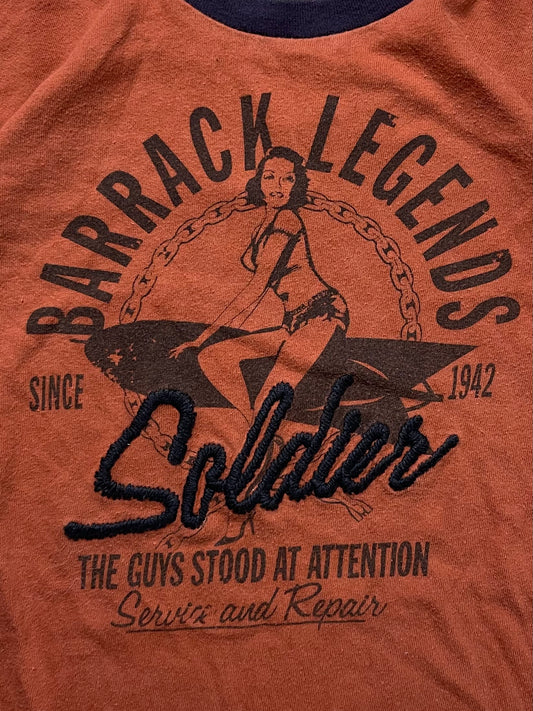 BARRACK LEGENDS
SINCE 1942
Soldier
THE GUYS STOOD AT ATTENTION
Service and Repair